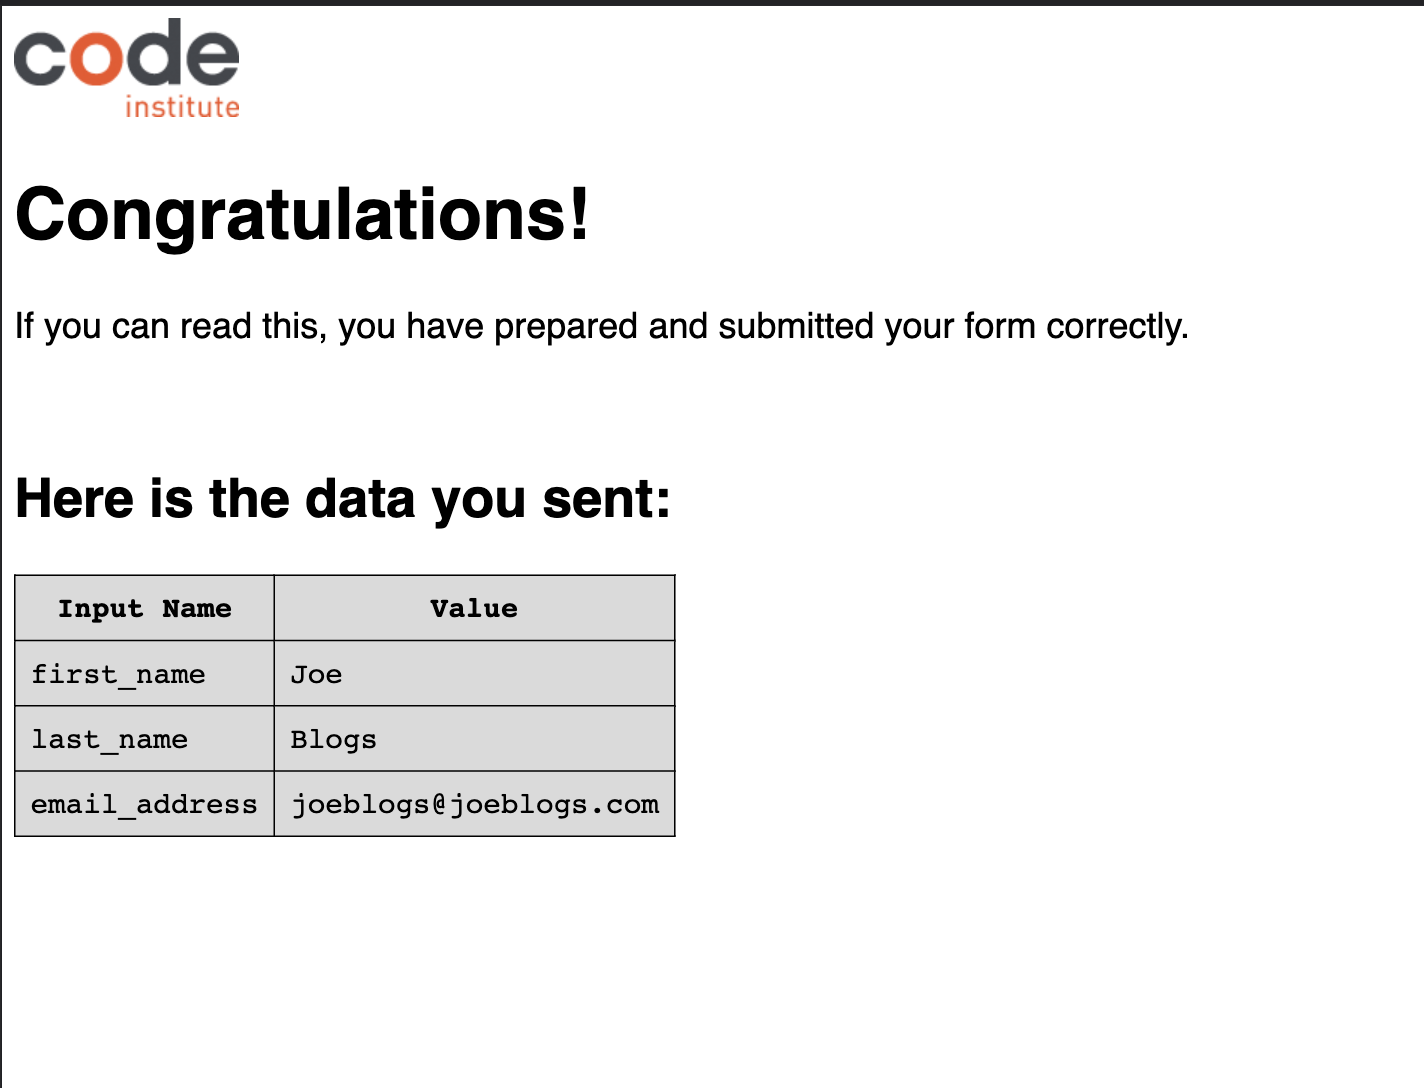 code
institute
Congratulations!
If you can read this, you have prepared and submitted your form correctly.
Here is the data you sent:
Input Name Value
first_name Joe
last_name Blogs
email_address joeblogs@joeblogs.com